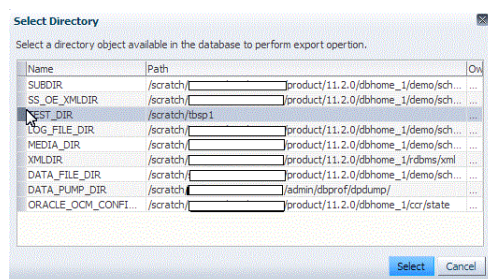 Select Directory
Select a directory object available in the database to perform export opertion.
Name Path Ow
SUBDIR /scratch/ product/11.2.0/dbhome_1/demo/sch... ...
SS_OE_XMLDIR /scratch/ product/11.2.0/dbhome_1/demo/sch... ...
TEST_DIR /scratch/tbsp1 ...
LOG_FILE_DIR /scratch/ product/11.2.0/dbhome_1/demo/sch... ...
MEDIA_DIR /scratch/ product/11.2.0/dbhome_1/demo/sch... ...
XMLDIR /scratch/ product/11.2.0/dbhome_1/rdbms/xml ...
DATA_FILE_DIR /scratch/ product/11.2.0/dbhome_1/demo/sch... ...
DATA_PUMP_DIR /scratch/ /admin/dbprof/dpdump/ ...
ORACLE_OCM_CONFI... /scratch/ product/11.2.0/dbhome_1/ccr/state ...
Select Cancel